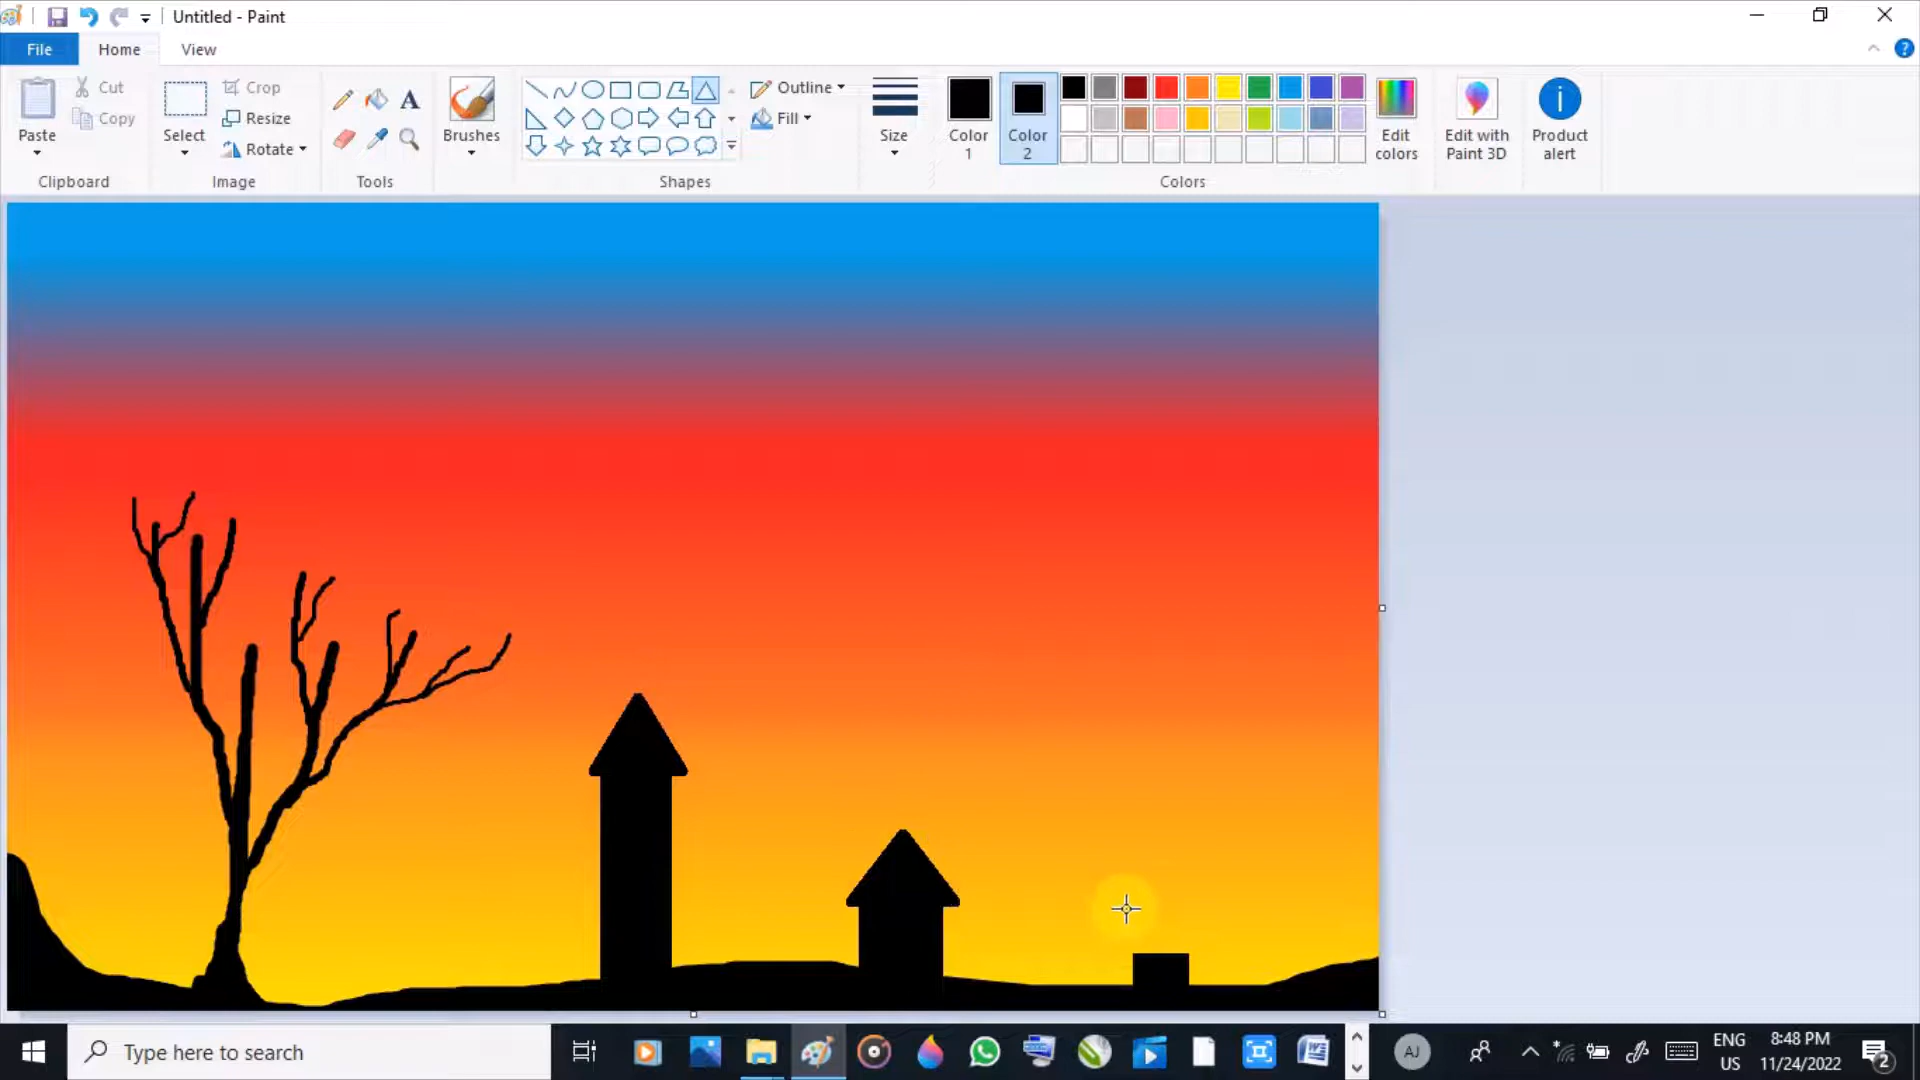 Untitled - Paint
File Home View
Paste
Cut
Copy
Clipboard
Select
Crop
Resize
Rotate
Image
Tools
Brushes
Shapes
Outline
Fill
Size
Color 1
Color 2
Edit colors
Colors
Edit with Paint 3D
Product alert
Type here to search
AJ
ENG
US
8:48 PM
11/24/2022
2